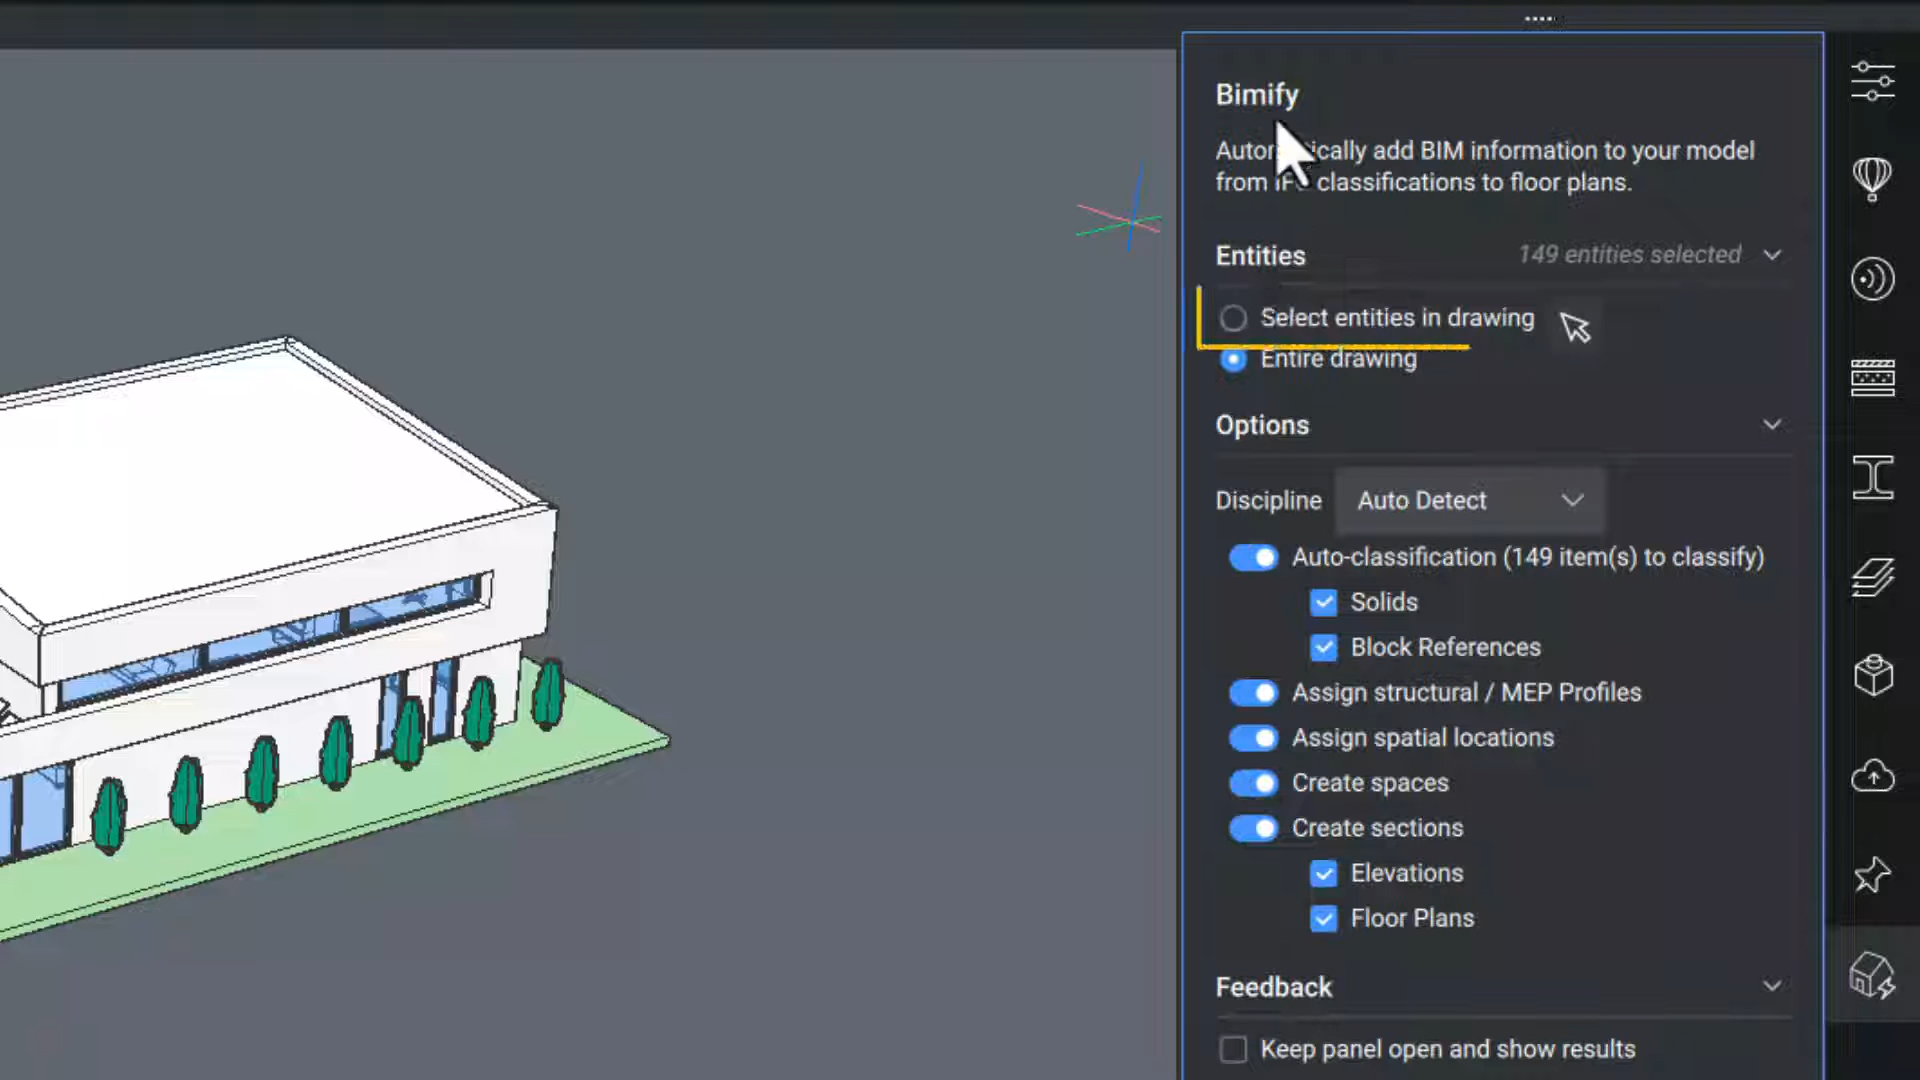 Bimify
add BIM information to your model
from classifications to floor plans.
Entities
149 entities selected
Select entities in drawing
Entire drawing
Options
Discipline
Auto Detect
Auto-classification (149 item(s) to classify)
Solids
Block References
Assign structural / MEP Profiles
Assign spatial locations
Create spaces
Create sections
Elevations
Floor Plans
Feedback
Keep panel open and show results